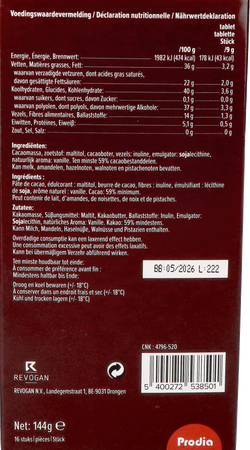 Voedingswaardevermelding / Déclaration nutritionnelle / Nährwertdeklaration
tablet
tablette
Stück
/100 g /9 g
Energie, Énergie, Brennwert: 1982 kJ (474 kcal) 178 kJ (43 kcal)
Vetten, Matières grasses, Fett: 36 g 3,2 g
waarvan verzadigde vetzuren, dont acides gras saturés,
davon gesättigte Fettsäuren: 22 g 2,0 g
Koolhydraten, Glucides, Kohlenhydrate: 40 g 3,6 g
waarvan suikers, dont sucres, davon Zucker: 0,1 g 0,0 g
waarvan polyolen, dont polyols, davon mehrwertige Alkohole: 37 g 3,3 g
Vezels, Fibres alimentaires, Ballaststoffe: 14 g 1,3 g
Eiwitten, Protéines, Eiweiß: 5,1 g 0,5 g
Zout, Sel, Salz: 0 g 0 g
Ingrediënten:
Cacaomassa, zoetstof: maltitol, cacaoboter, vezels: inuline, emulgator: sojalecithine,
natuurlijk aroma: vanille. Ten minste 59% cacaobestanddelen.
Kan melk, amandelen, hazelnoten, walnoten en pistachenoten bevatten.
Ingrédients :
Pâte de cacao, édulcorant : maltitol, beurre de cacao, fibres : inuline, émulsifiant : lécithine
de soja, arôme naturel : vanille. Cacao: 59% minimum.
Peut contenir de lait, d'amandes, de noisettes, de noix et de pistaches.
Zutaten:
Kakaomasse, Süßungsmittel: Maltit, Kakaobutter, Ballaststoffe: Inulin, Emulgator:
Sojalecithin, natürliches Aroma: Vanille. Kakao: 59% mindestens.
Kann Milch, Mandeln, Haselnüße, Walnüsse und Pistazien enthalten.
Overdadige consumptie kan een laxerend effect hebben.
Une consommation excessive peut avoir des effets laxatifs.
Kann bei übermäßigem Verzehr abführend wirken.
Ten minste houdbaar tot einde:
À consommer de préférence avant fin:
Mindestens haltbar bis Ende:
BB:05/2026 L:222
Droog en koel bewaren (+/- 18°C)
À conserver dans un endroit frais et sec (+/- 18°C)
Kühl und trocken lagern (+/- 18°C)
CNK : 4796-520
REVOGAN
REVOGAN N.V., Landegemstraat 1, BE-9031 Drongen
5 400272 538501
Net: 144g
16 stuks | pièces | Stück
Prodia